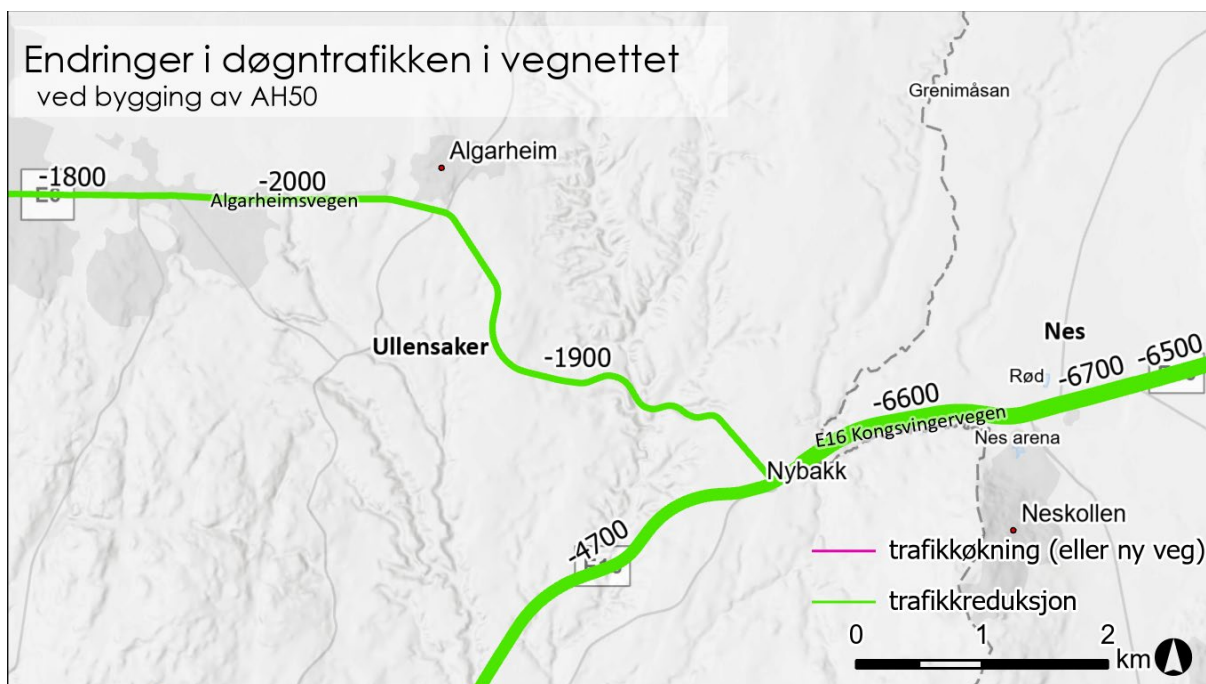 Endringer i døgntrafikken i vegnettet
ved bygging av AH50
Grenimåsan
Algarheim
-1800
-2000
E6
Algarheimsvegen
Nes
Ullensaker
-1900
-6500
-6700
Rød
-6600
E16 Kongsvingervegen
Nes arena
Nybakk
Neskollen
-4700
trafikkøkning (eller ny veg)
trafikkreduksjon
0 1 2
km